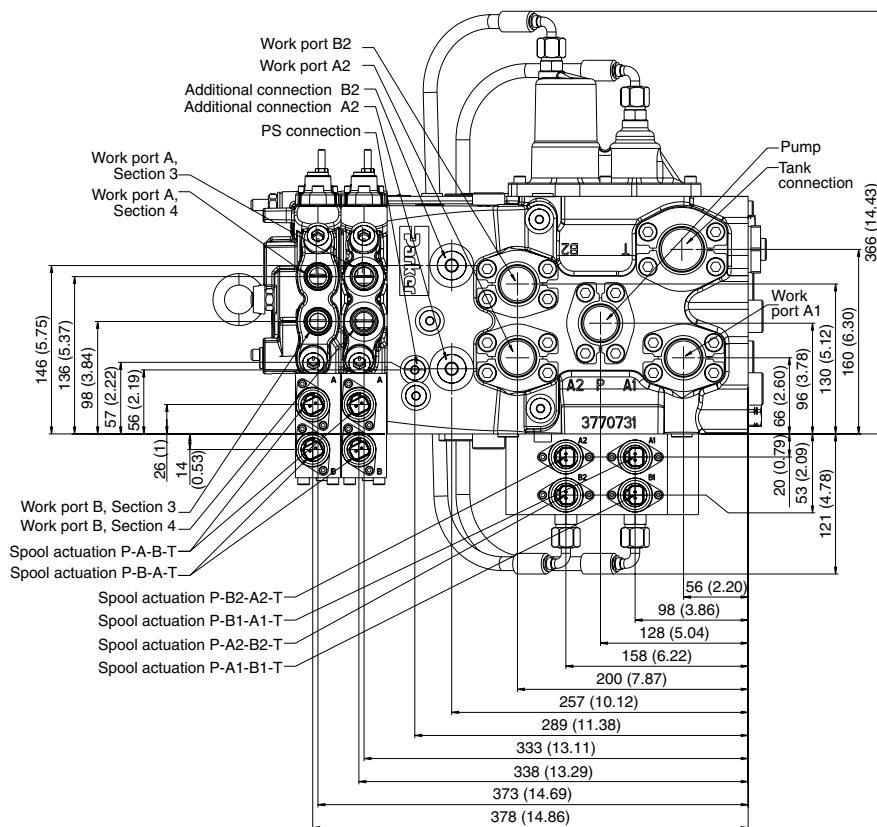 Work port B2
Work port A2
Additional connection B2
Additional connection A2
PS connection
Work port A,
Section 3
Work port A,
Section 4
Pump
Tank
connection
366 (14.43)
Parker
B2
T
Work
port A1
146 (5.75)
136 (5.37)
98 (3.84)
57 (2.22)
56 (2.19)
26 (1)
14
(0.53)
160 (6.30)
130 (5.12)
96 (3.78)
66 (2.60)
20 (0.79)
53 (2.09)
121 (4.78)
A2 P A1
3770731
A
A
B
B
A2
A1
B2
B1
Work port B, Section 3
Work port B, Section 4
Spool actuation P-A-B-T
Spool actuation P-B-A-T
Spool actuation P-B2-A2-T
Spool actuation P-B1-A1-T
Spool actuation P-A2-B2-T
Spool actuation P-A1-B1-T
56 (2.20)
98 (3.86)
128 (5.04)
158 (6.22)
200 (7.87)
257 (10.12)
289 (11.38)
333 (13.11)
338 (13.29)
373 (14.69)
378 (14.86)